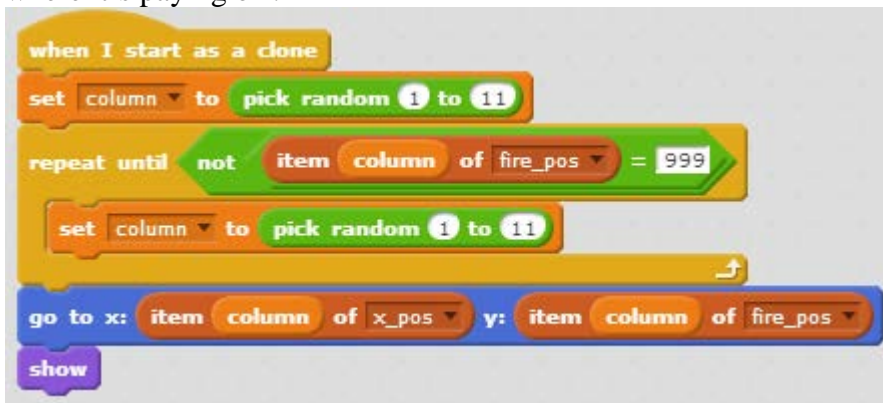 when I start as a clone
set column to pick random 1 to 11
repeat until not item column of fire_pos = 999
set column to pick random 1 to 11
go to x: item column of x_pos y: item column of fire_pos
show